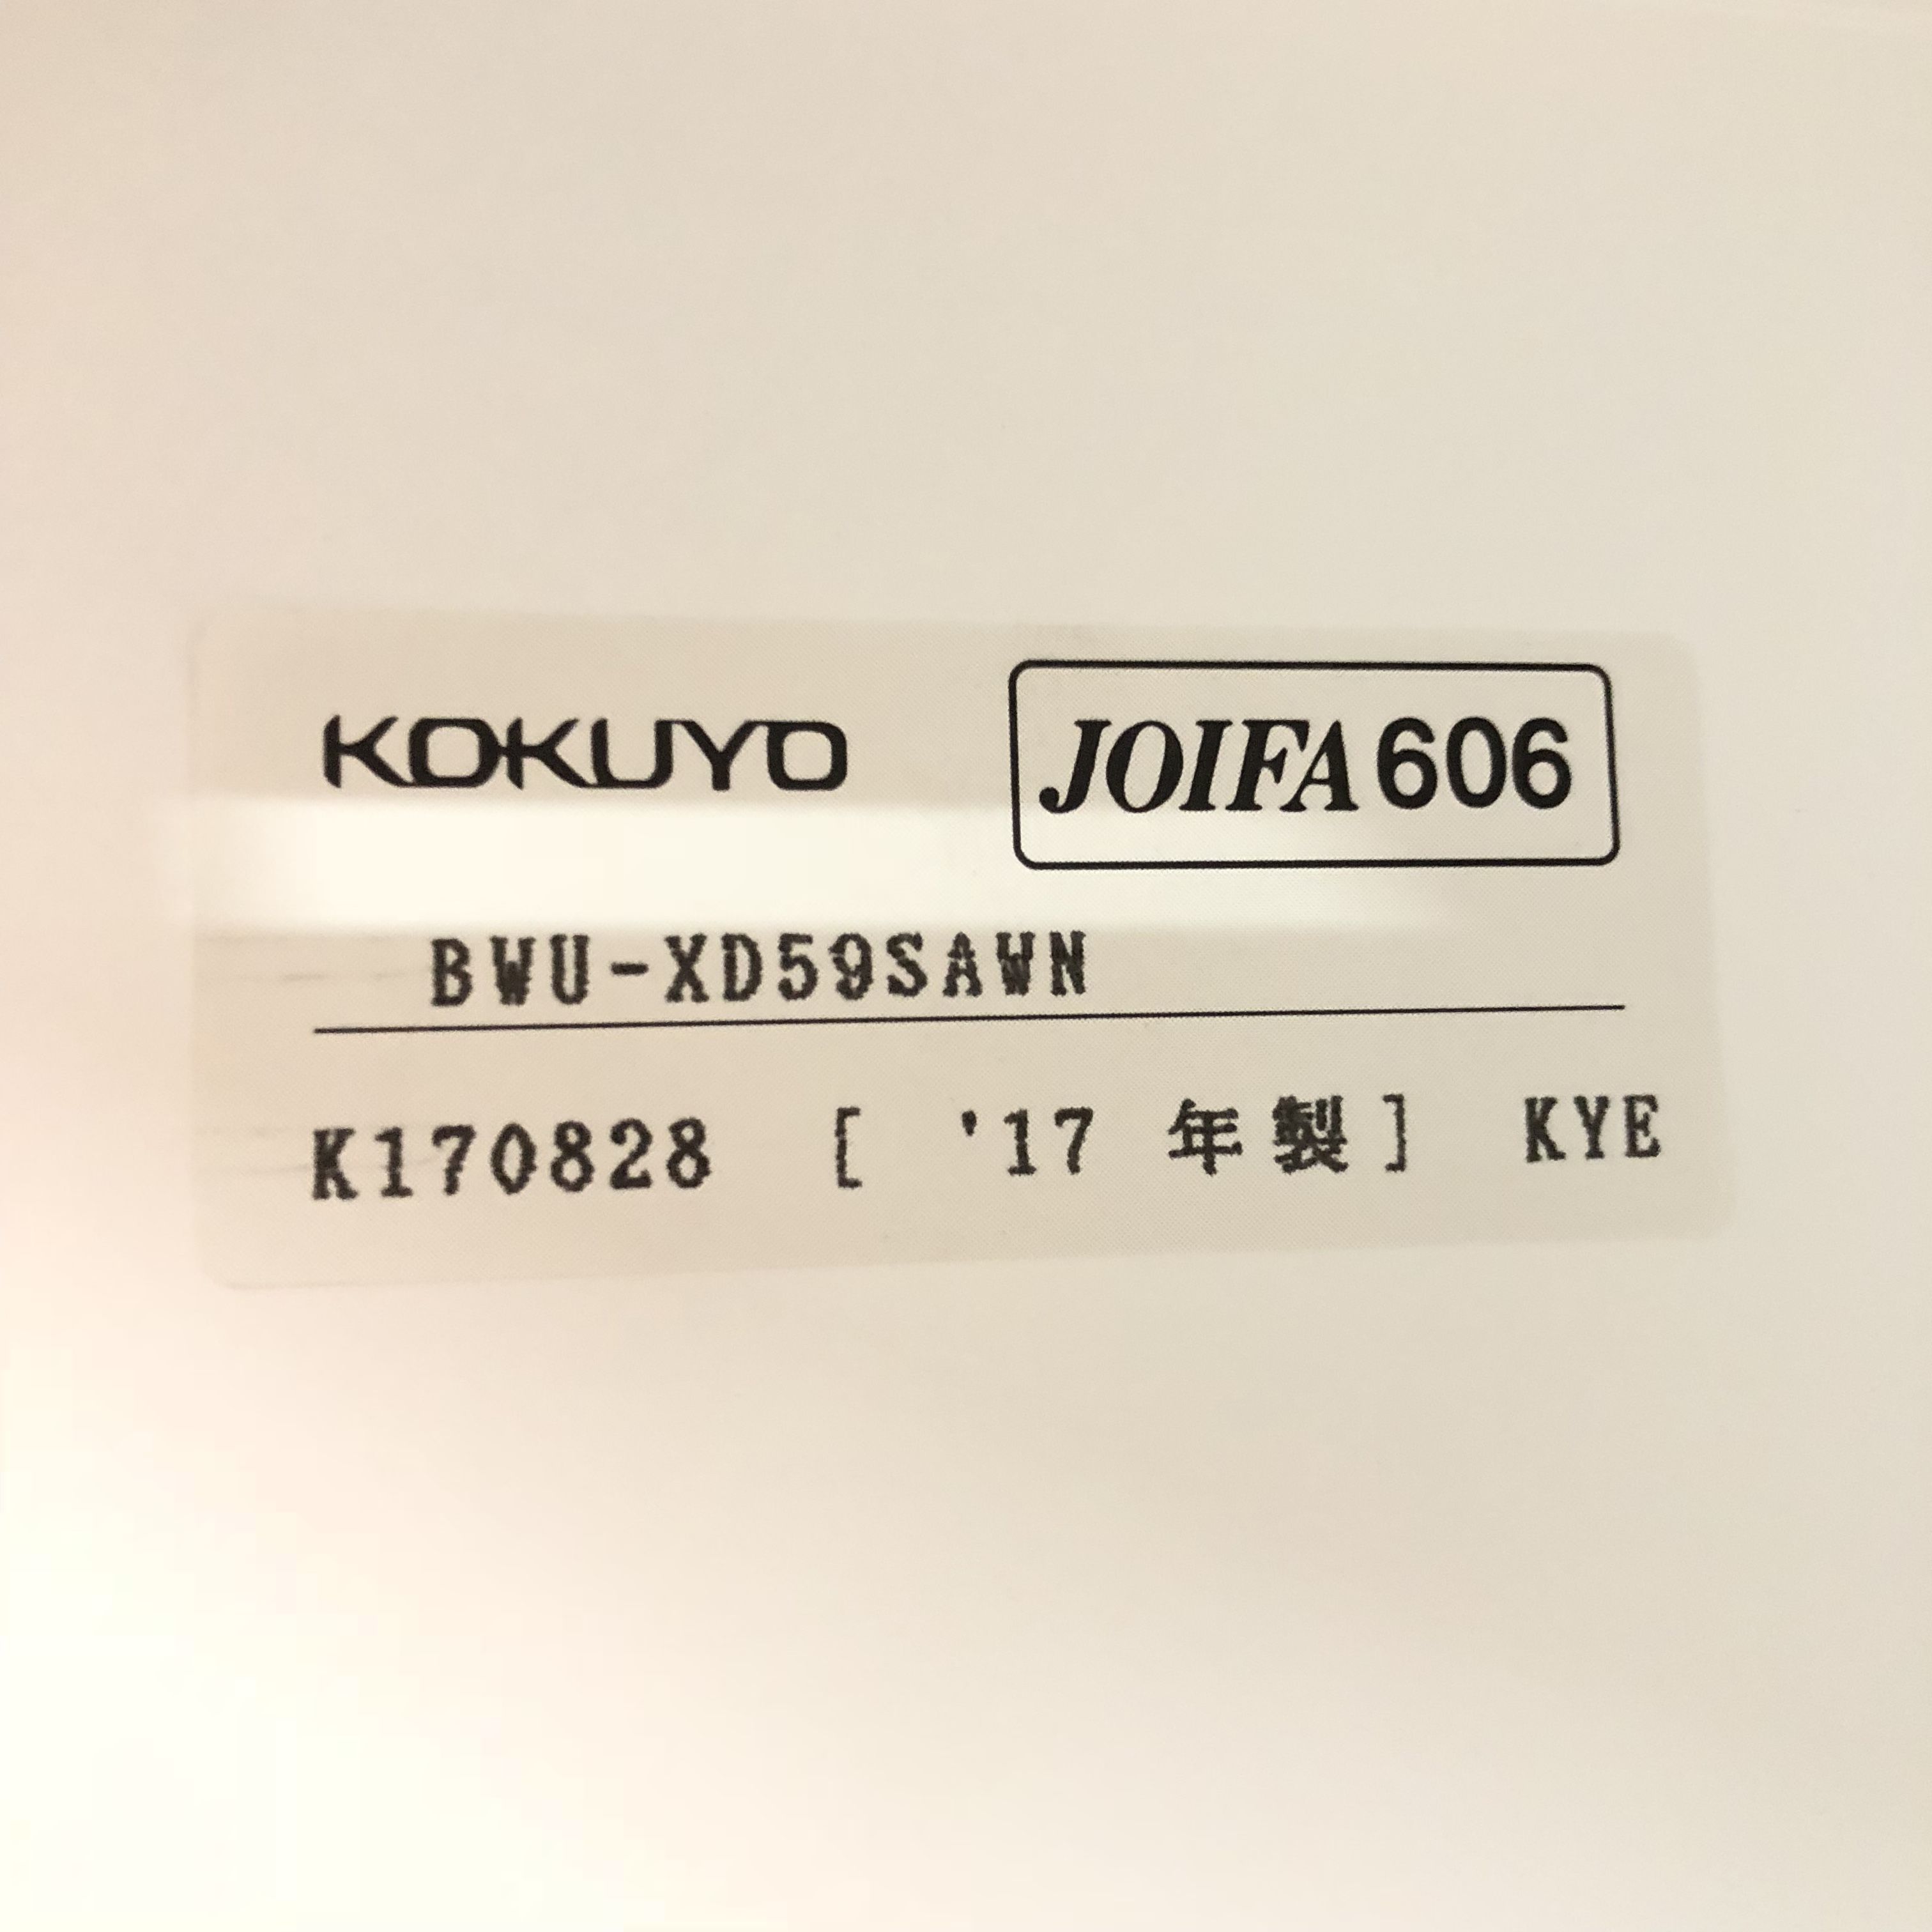 KOKUYO JOIFA606
BWU-XD59SAWN
K170828 [ '17 年製] KYE